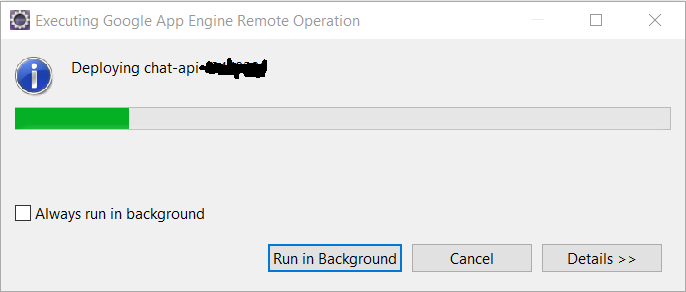 Executing Google App Engine Remote Operation
Deploying chat-api-
Always run in background
Run in Background
Cancel
Details >>